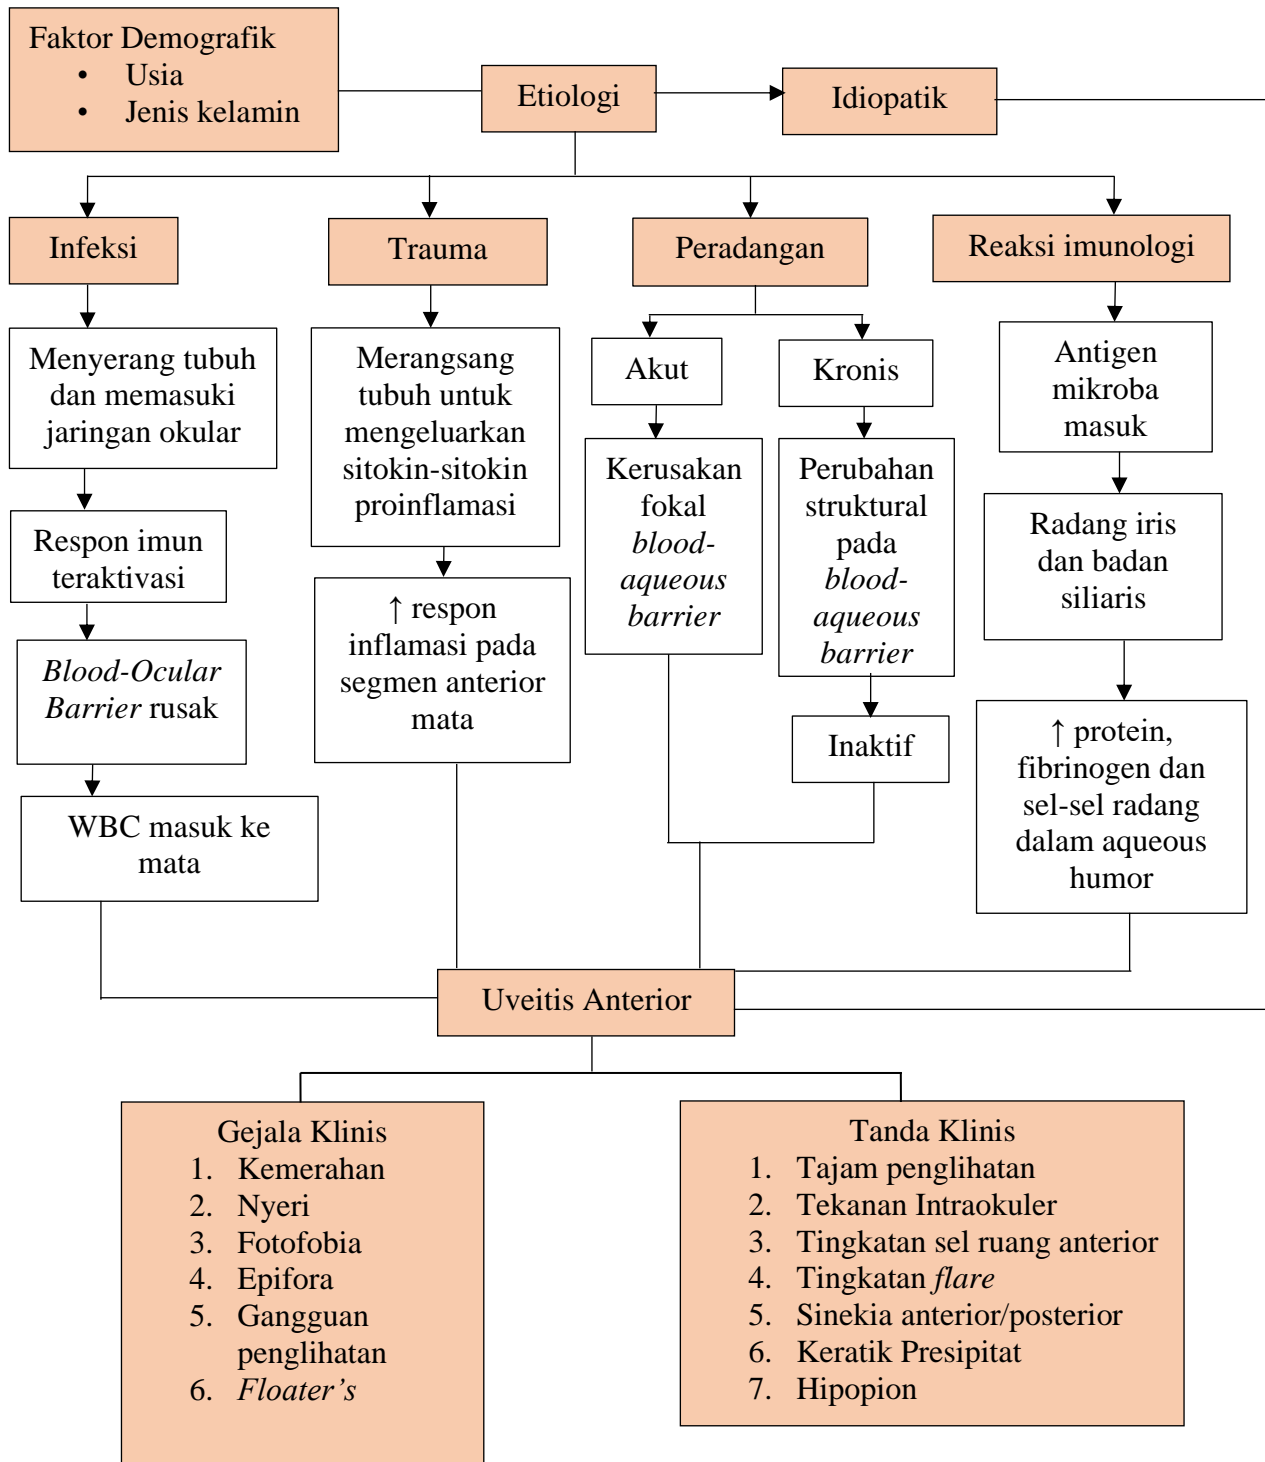 Faktor Demografik
• Usia
• Jenis kelamin
Etiologi
Idiopatik
Infeksi
Trauma
Peradangan
Reaksi imunologi
Menyerang tubuh
dan memasuki
jaringan okular
Respon imun
teraktivasi
Blood-Ocular
Barrier rusak
WBC masuk ke
mata
Merangsang
tubuh untuk
mengeluarkan
sitokin-sitokin
proinflamasi
↑ respon
inflamasi pada
segmen anterior
mata
Akut
Kerusakan
fokal
blood-
aqueous
barrier
Kronis
Perubahan
struktural
pada
blood-
aqueous
barrier
Inaktif
Antigen
mikroba
masuk
Radang iris
dan badan
siliaris
↑ protein,
fibrinogen dan
sel-sel radang
dalam aqueous
humor
Uveitis Anterior
Gejala Klinis
1. Kemerahan
2. Nyeri
3. Fotofobia
4. Epifora
5. Gangguan
penglihatan
6. Floater’s
Tanda Klinis
1. Tajam penglihatan
2. Tekanan Intraokuler
3. Tingkatan sel ruang anterior
4. Tingkatan flare
5. Sinekia anterior/posterior
6. Keratik Presipitat
7. Hipopion